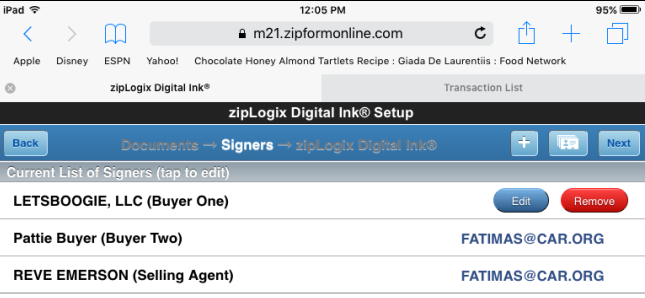 iPad 12:05 PM 95%
m21.zipformonline.com
Apple Disney ESPN Yahoo! Chocolate Honey Almond Tartlets Recipe : Giada De Laurentiis : Food Network
zipLogix Digital Ink® Transaction List
zipLogix Digital Ink® Setup
Back Documents → Signers → zipLogix Digital Ink® + Next
Current List of Signers (tap to edit)
LETSBOOGIE, LLC (Buyer One) Edit Remove
Pattie Buyer (Buyer Two) FATIMAS@CAR.ORG
REVE EMERSON (Selling Agent) FATIMAS@CAR.ORG